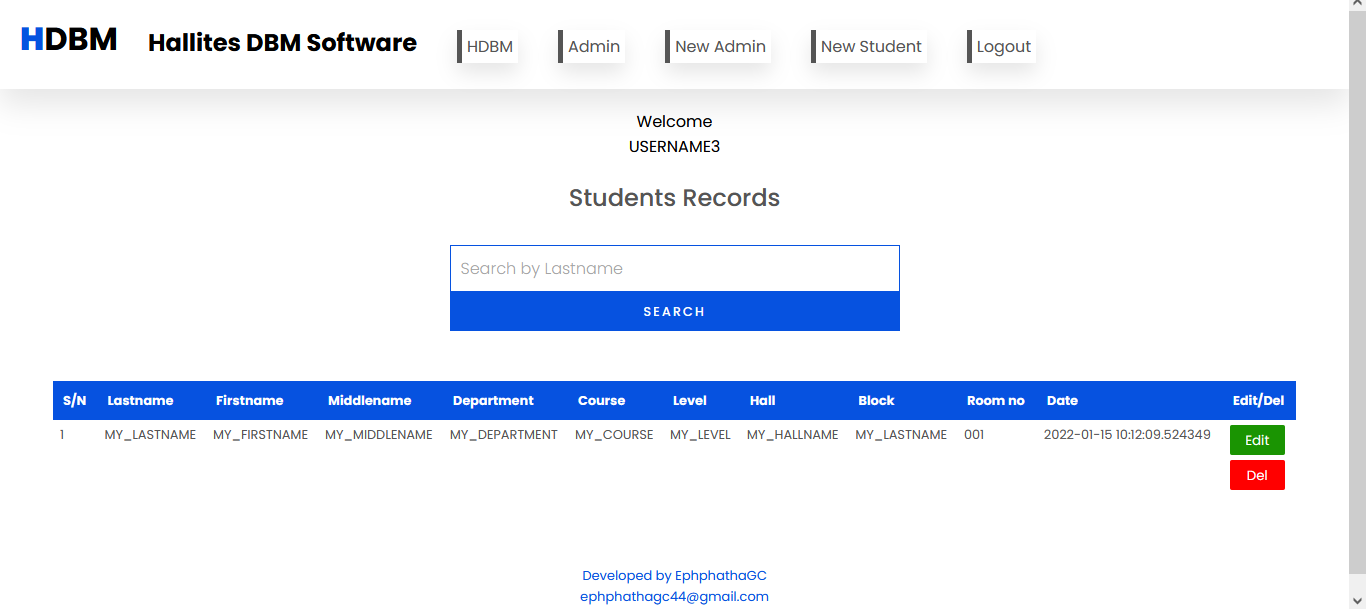 HDBM Hallites DBM Software HDBM Admin New Admin New Student Logout
Welcome
USERNAME3
Students Records
Search by Lastname
SEARCH
S/N Lastname Firstname Middlename Department Course Level Hall Block Room no Date Edit/Del
1 MY_LASTNAME MY_FIRSTNAME MY_MIDDLENAME MY_DEPARTMENT MY_COURSE MY_LEVEL MY_HALLNAME MY_LASTNAME 001 2022-01-15 10:12:09.524349 Edit
Del
Developed by EphphathaGC
ephphathagc44@gmail.com